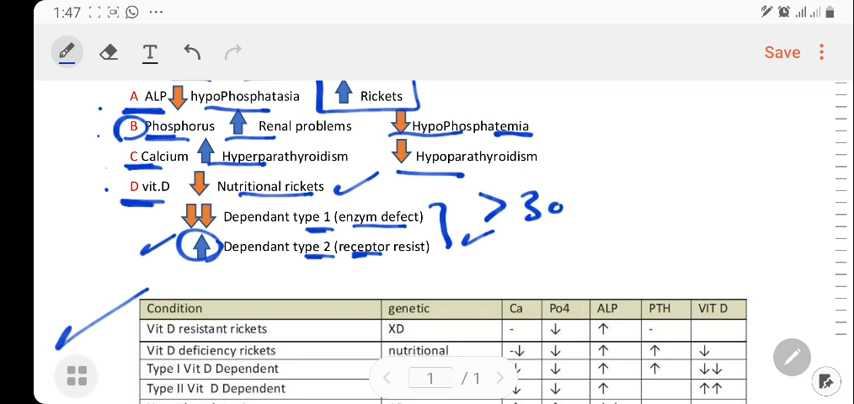 1:47
T Save
A ALP hypoPhosphatasia Rickets
B Phosphorus Renal problems HypoPhosphatemia
C Calcium Hyperparathyroidism Hypoparathyroidism
D vit.D Nutritional rickets
Dependant type 1 (enzym defect) > 30
Dependant type 2 (receptor resist)
Condition genetic Ca Po4 ALP PTH VIT D
Vit D resistant rickets XD - ↓ ↑ -
Vit D deficiency rickets nutritional -↓ ↓ ↑ ↑ ↓
Type I Vit D Dependent ↓ ↓ ↑ ↑ ↓↓
Type II Vit D Dependent ↓ ↓ ↑ ↑↑
1 / 1